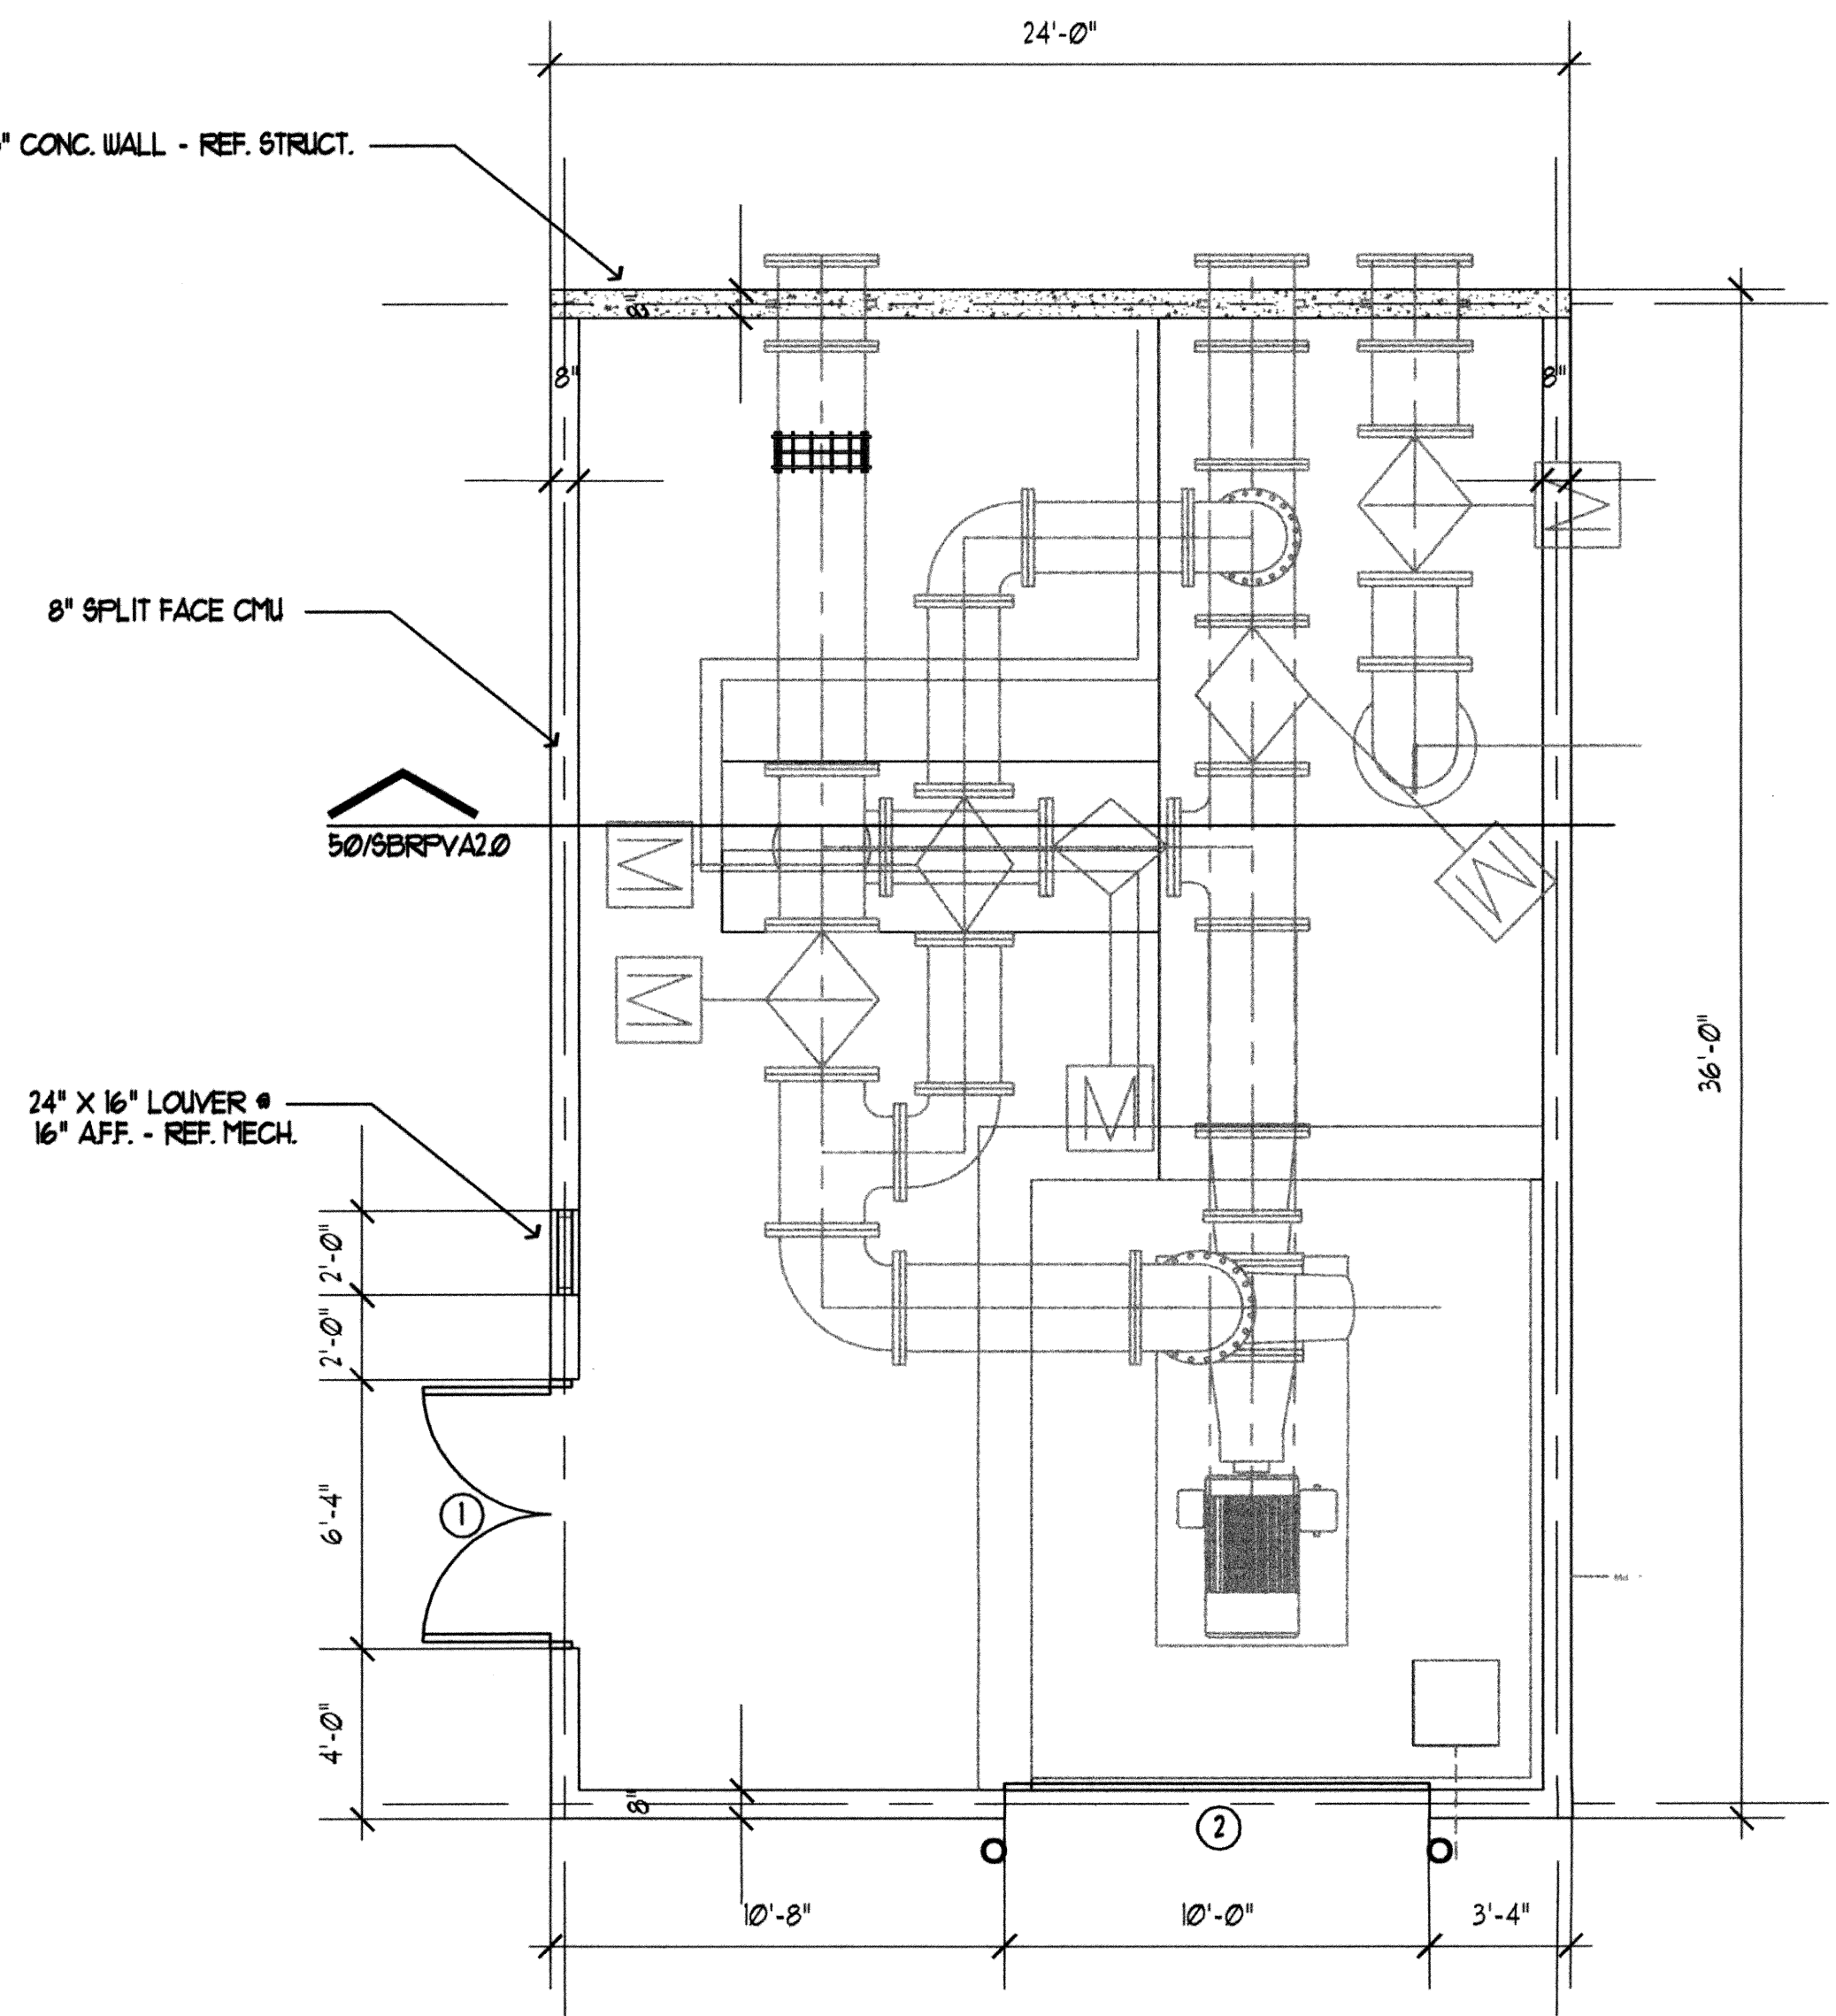 24'-0"
" CONC. WALL - REF. STRUCT.
8"
8"
8"
8" SPLIT FACE CMU
M
M
50/SBRPVA2.0
M
M
M
36'-0"
24" X 16" LOUVER @
16" A.F.F. - REF. MECH.
2'-0"
2'-0"
6'-4"
1
4'-0"
8"
2
10'-8"
10'-0"
3'-4"